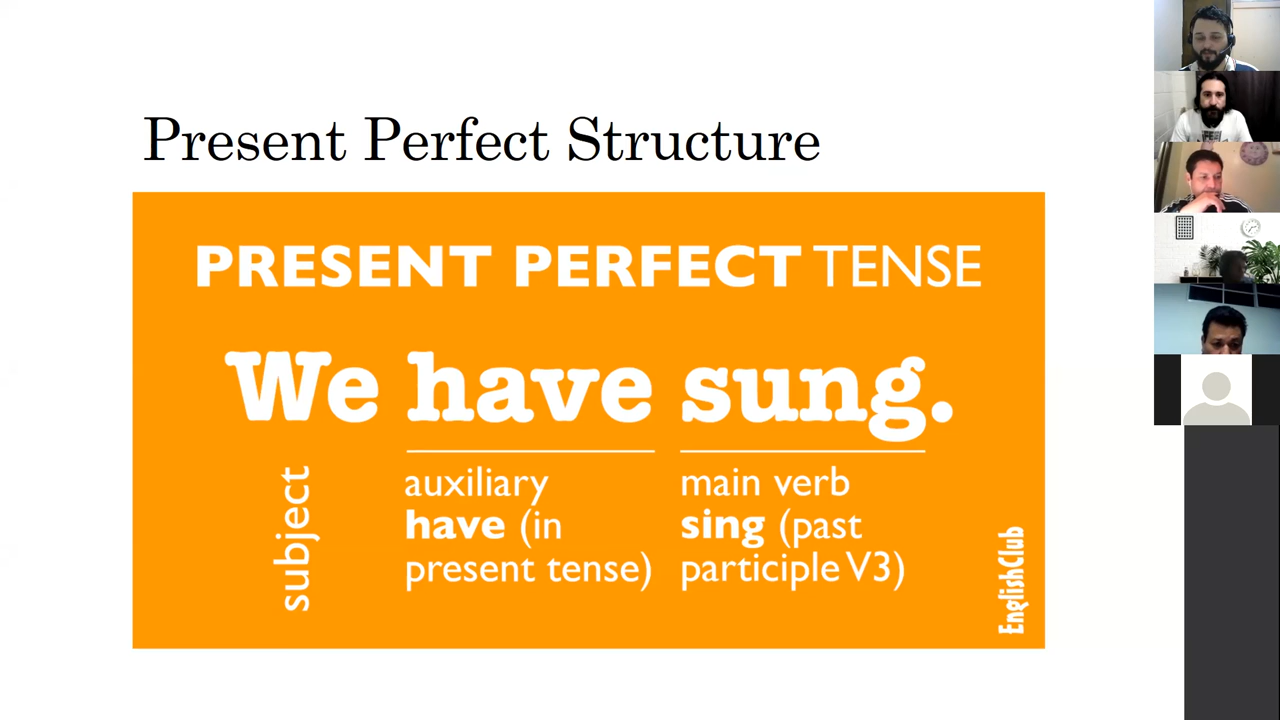 Present Perfect Structure
PRESENT PERFECT TENSE
We have sung.
subject
auxiliary
have (in
present tense)
main verb
sing (past
participle V3)
EnglishClub